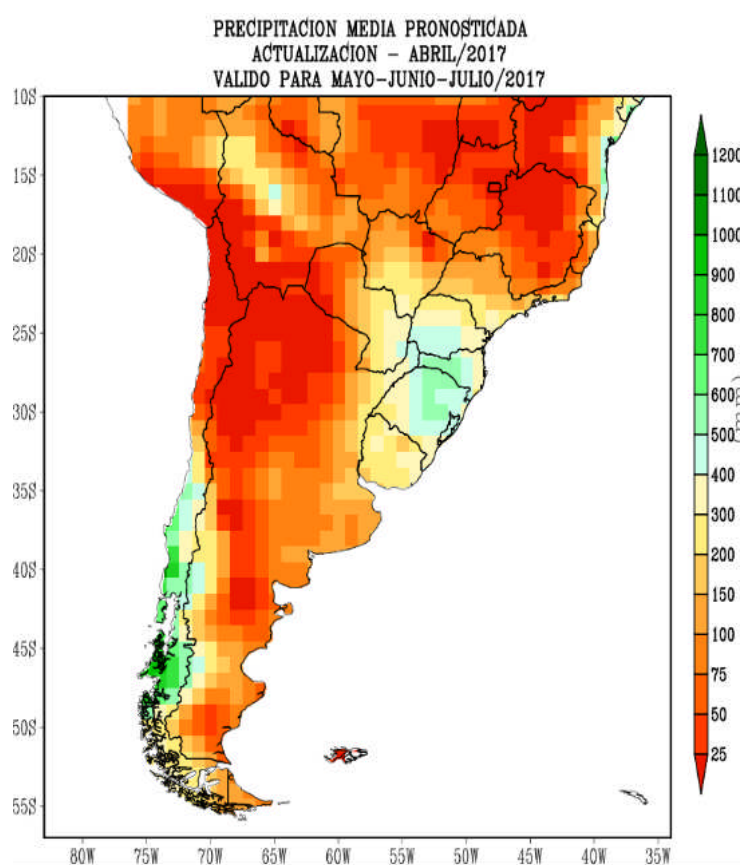 PRECIPITACION MEDIA PRONOSTICADA
ACTUALIZACION - ABRIL/2017
VALIDO PARA MAYO-JUNIO-JULIO/2017
10S
15S
20S
25S
30S
35S
40S
45S
50S
55S
80W
75W
70W
65W
60W
55W
50W
45W
40W
35W
1200
1100
1000
900
800
700
600
500
400
300
200
150
100
75
50
25